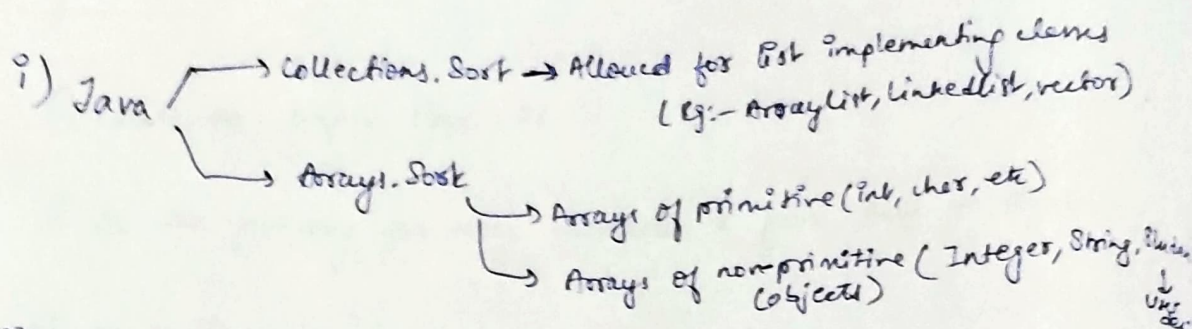 i) Java
→ Collections.Sort → Allowed for List implementing classes
(Eg:- ArrayList, LinkedList, vector)
→ Arrays.Sort
→ Arrays of primitive (int, char, etc)
→ Arrays of non-primitive (Integer, String,
(objects)
↓